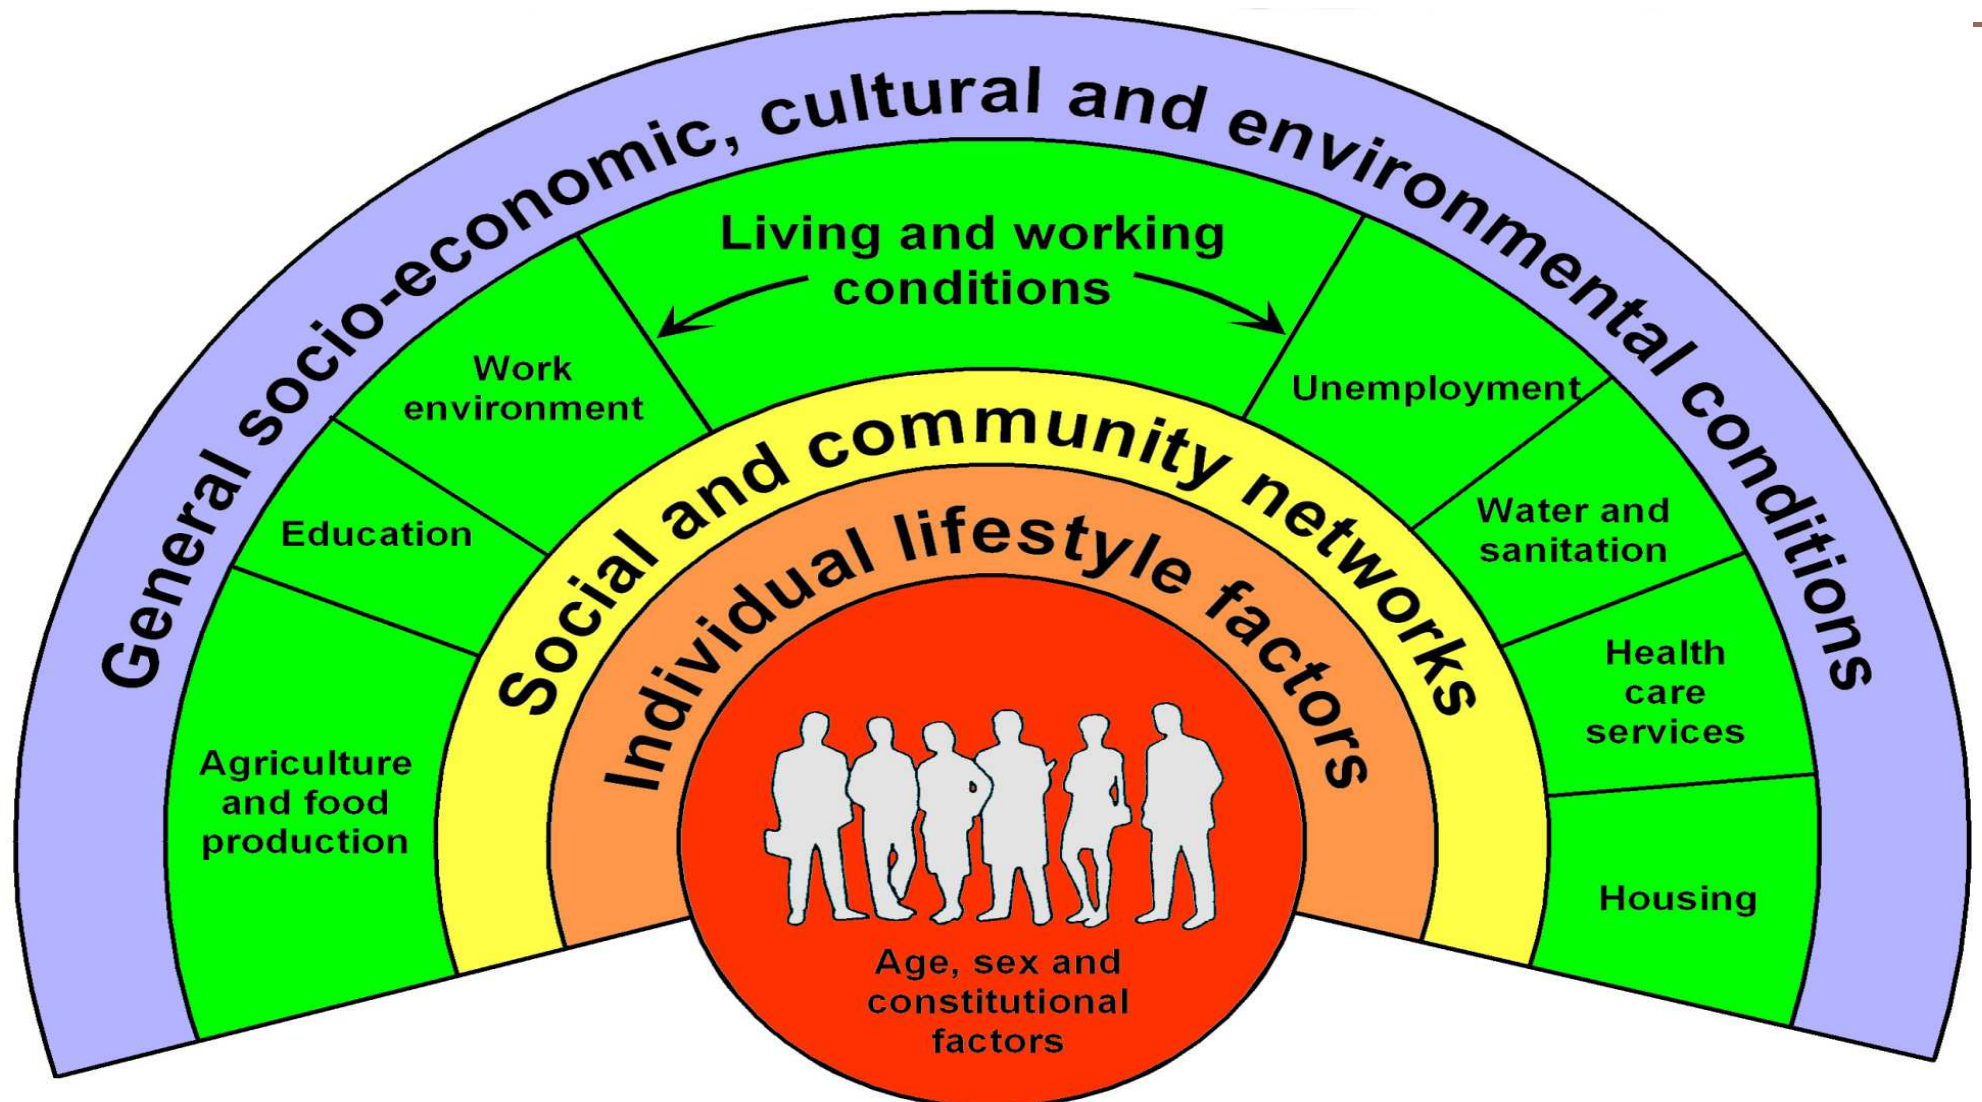 General socio-economic, cultural and environmental conditions
Living and working
conditions
Work
environment
Unemployment
Education
Water and
sanitation
Agriculture
and food
production
Health
care
services
Housing
Social and community networks
Individual lifestyle factors
Age, sex and
constitutional
factors